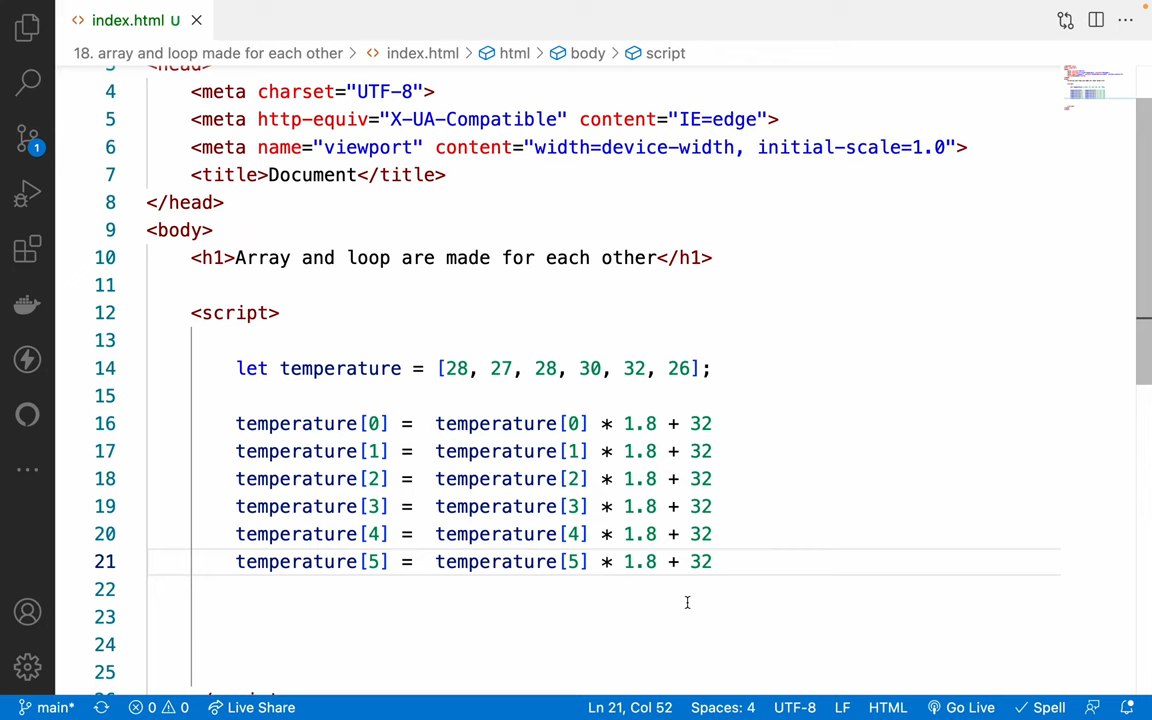 index.html U
18. array and loop made for each other > index.html > html > body > script
<head>
4 <meta charset="UTF-8">
5 <meta http-equiv="X-UA-Compatible" content="IE=edge">
6 <meta name="viewport" content="width=device-width, initial-scale=1.0">
7 <title>Document</title>
8 </head>
9 <body>
10 <h1>Array and loop are made for each other</h1>
11
12 <script>
13
14 let temperature = [28, 27, 28, 30, 32, 26];
15
16 temperature[0] =  temperature[0] * 1.8 + 32
17 temperature[1] =  temperature[1] * 1.8 + 32
18 temperature[2] =  temperature[2] * 1.8 + 32
19 temperature[3] =  temperature[3] * 1.8 + 32
20 temperature[4] =  temperature[4] * 1.8 + 32
21 temperature[5] =  temperature[5] * 1.8 + 32
22
23
24
25
1
main* 0 0 Live Share Ln 21, Col 52 Spaces: 4 UTF-8 LF HTML Go Live Spell